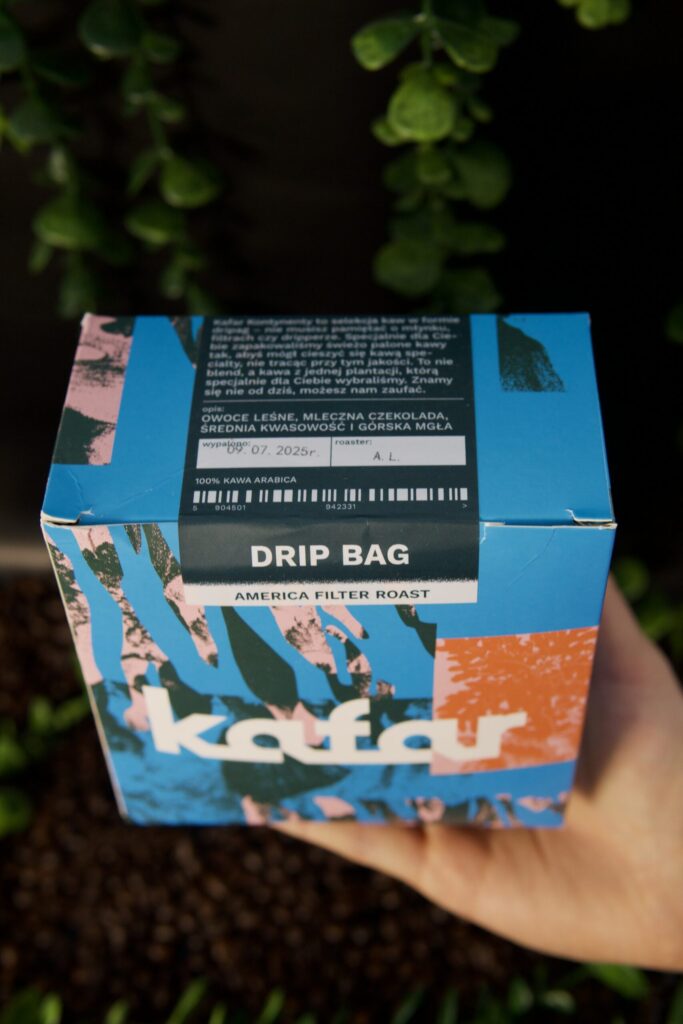 Kafar Kontynenty to selekcja kaw w formie
dripbag – nie musisz pamiętać o młynku,
filtrach czy dripperze. Specjalnie dla Cie-
bie zapakowaliśmy świeżo palone kawy
tak, abyś mógł cieszyć się kawą spe-
cialty, nie tracąc przy tym jakości. To nie
blend, a kawa z jednej plantacji, którą
specjalnie dla Ciebie wybraliśmy. Znamy
się nie od dziś, możesz nam zaufać.
opis:
OWOCE LEŚNE, MLECZNA CZEKOLADA,
ŚREDNIA KWASOWOŚĆ I GÓRSKA MGŁA
wypalono: 09. 07. 2025r. roaster: A. L.
100% KAWA ARABICA
5 904501 942331 >
DRIP BAG
AMERICA FILTER ROAST
kafar